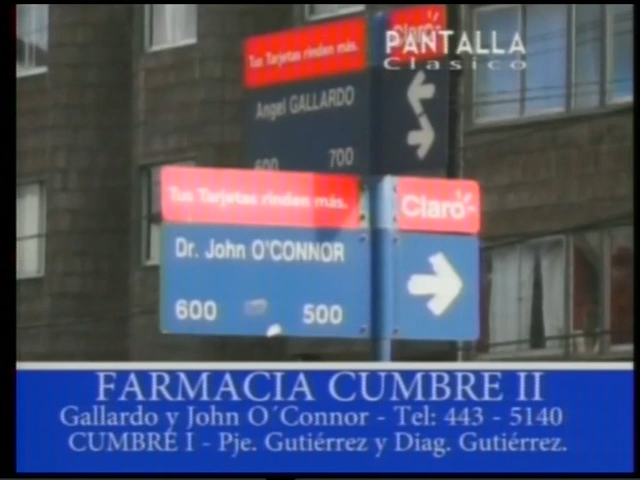 PANTALLA
Clasico
Tus Tarjetas rinden más. Claro
Angel GALLARDO
600 700
Tus Tarjetas rinden más. Claro
Dr. John O'CONNOR
600 500
FARMACIA CUMBRE II
Gallardo y John O´Connor - Tel: 443 - 5140
CUMBRE I - Pje. Gutiérrez y Diag. Gutiérrez.